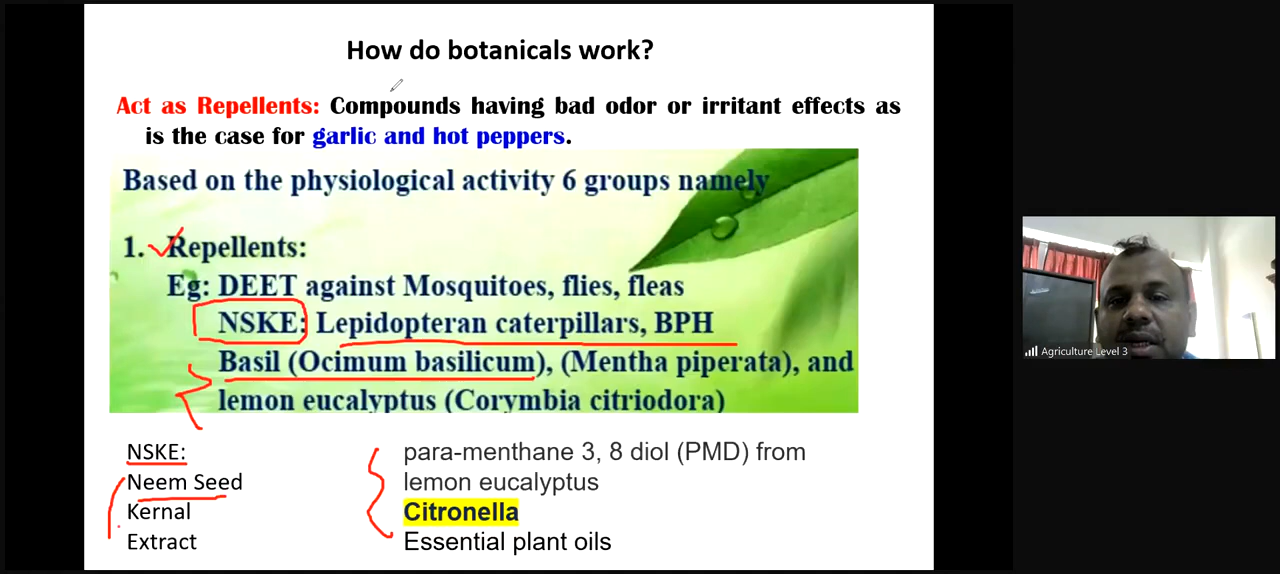 How do botanicals work?
Act as Repellents: Compounds having bad odor or irritant effects as
is the case for garlic and hot peppers.
Based on the physiological activity 6 groups namely
1. Repellents:
Eg: DEET against Mosquitoes, flies, fleas
NSKE: Lepidopteran caterpillars, BPH
Basil (Ocimum basilicum), (Mentha piperata), and
lemon eucalyptus (Corymbia citriodora)
NSKE:
Neem Seed
Kernal
Extract
para-menthane 3, 8 diol (PMD) from
lemon eucalyptus
Citronella
Essential plant oils
Agriculture Level 3